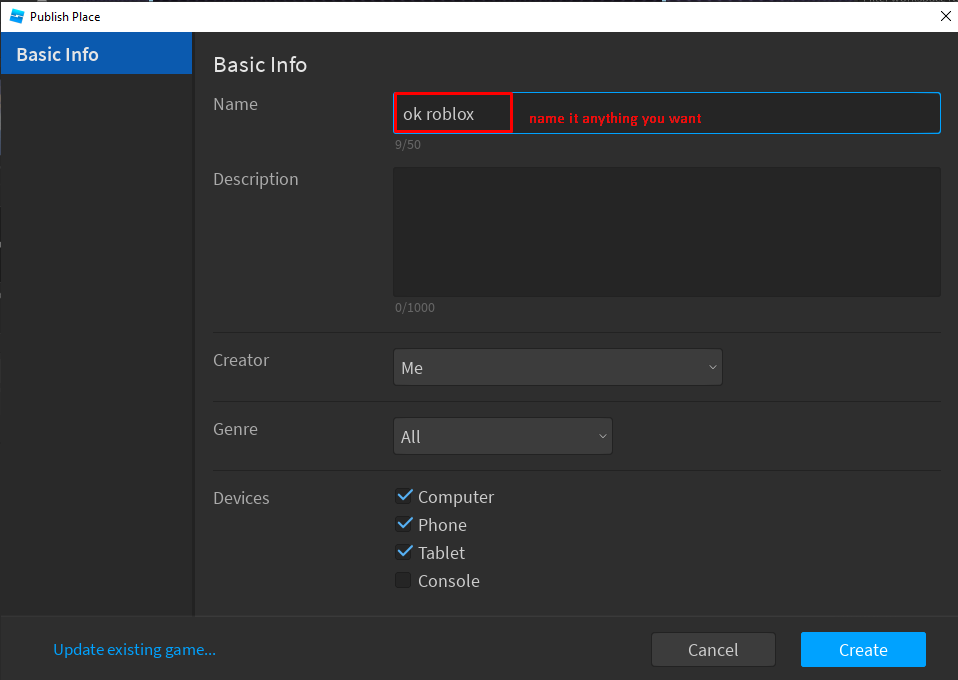 Publish Place
Basic Info
Basic Info
Name
ok roblox
name it anything you want
9/50
Description
0/1000
Creator
Me
Genre
All
Devices
Computer
Phone
Tablet
Console
Update existing game...
Cancel
Create